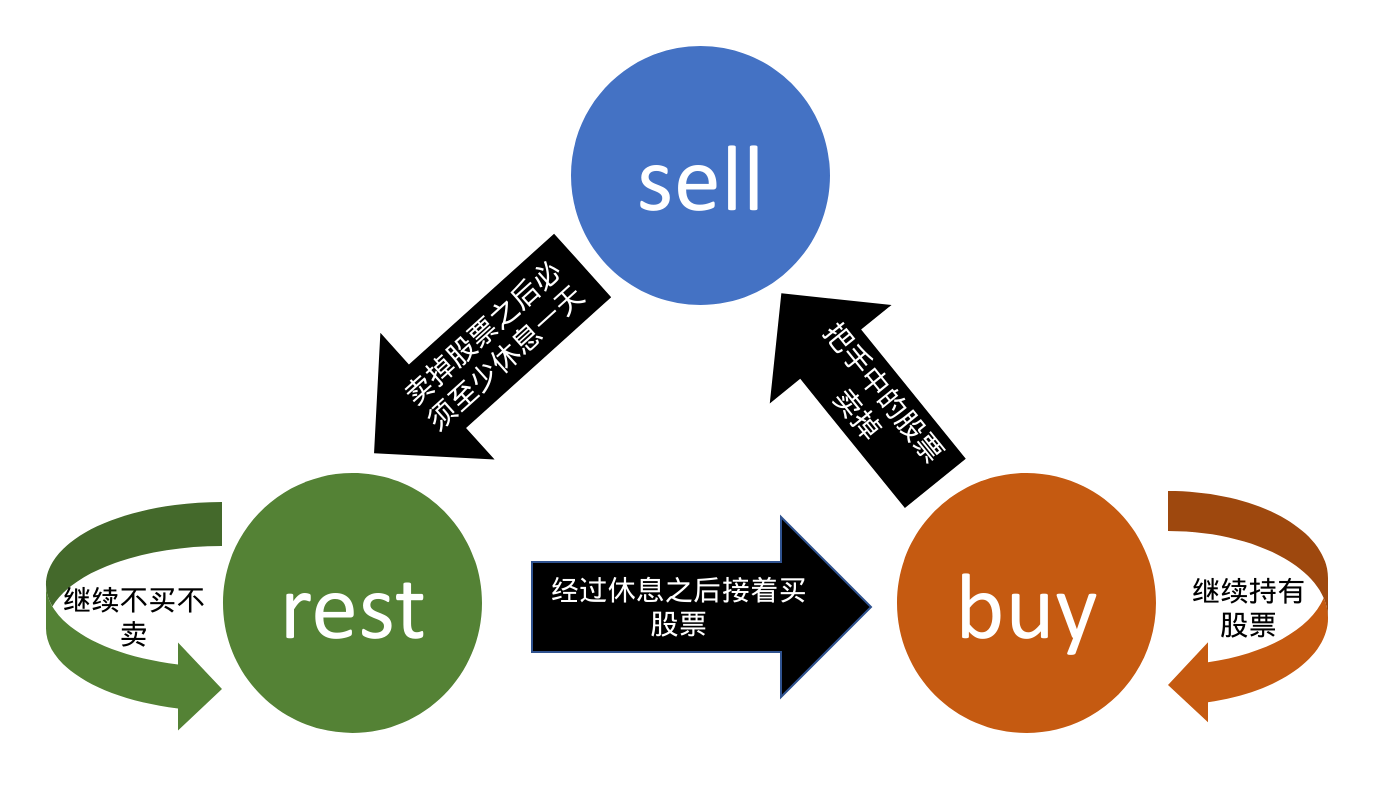 sell
卖掉股票之后必
须至少休息一天
把手中的股票
卖掉
rest
继续不买不
卖
经过休息之后接着买
股票
buy
继续持有
股票